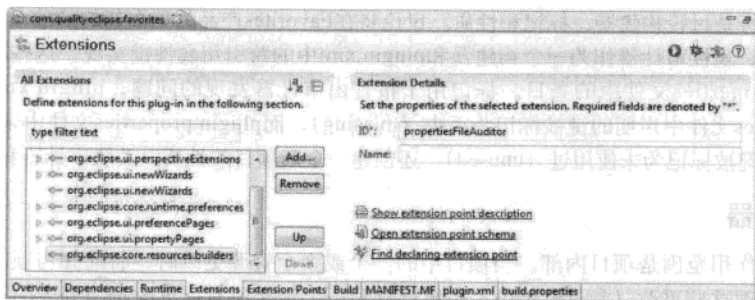 com.qualityeclipse.favorites
Extensions
All Extensions
Define extensions for this plug-in in the following section.
type filter text
org.eclipse.ui.perspectiveExtensions
org.eclipse.ui.newWizards
org.eclipse.ui.newWizards
org.eclipse.core.runtime.preferences
org.eclipse.ui.preferencePages
org.eclipse.ui.propertyPages
org.eclipse.core.resources.builders
Add...
Remove
Up
Down
Extension Details
Set the properties of the selected extension. Required fields are denoted by "*".
ID*: propertiesFileAuditor
Name:
Show extension point description
Open extension point schema
Find declaring extension point
Overview Dependencies Runtime Extensions Extension Points Build MANIFEST.MF plugin.xml build.properties